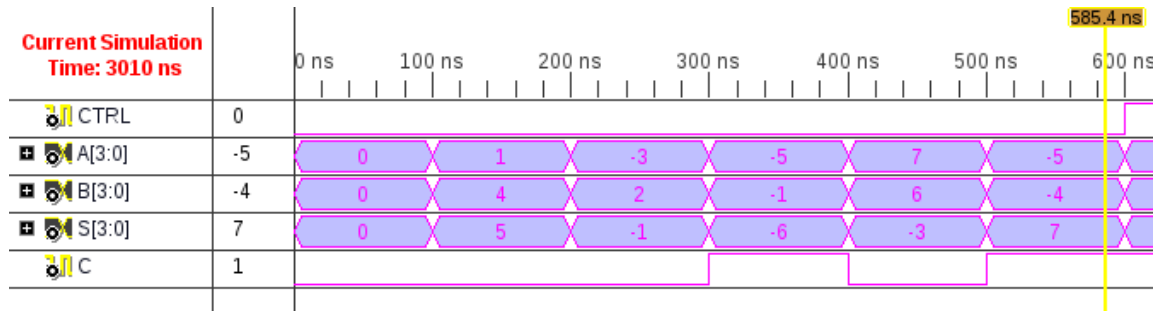 585.4 ns
Current Simulation
Time: 3010 ns
0 ns 100 ns 200 ns 300 ns 400 ns 500 ns 600 ns
CTRL 0
A[3:0] -5 0 1 -3 -5 7 -5
B[3:0] -4 0 4 2 -1 6 -4
S[3:0] 7 0 5 -1 -6 -3 7
C 1